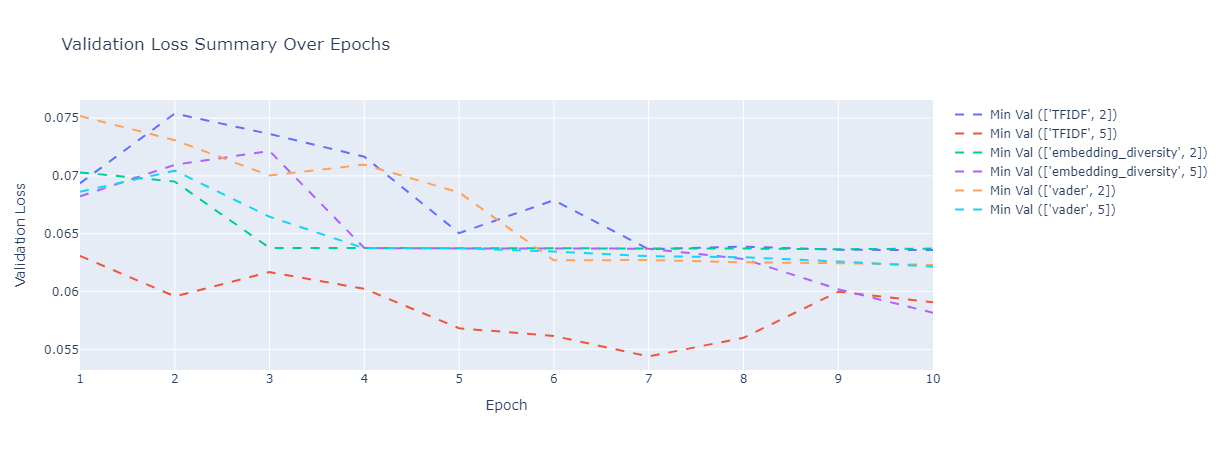 Validation Loss Summary Over Epochs
Validation Loss
0.075
0.07
0.065
0.06
0.055
1 2 3 4 5 6 7 8 9 10
Epoch
Min Val (['TFIDF', 2])
Min Val (['TFIDF', 5])
Min Val (['embedding_diversity', 2])
Min Val (['embedding_diversity', 5])
Min Val (['vader', 2])
Min Val (['vader', 5])